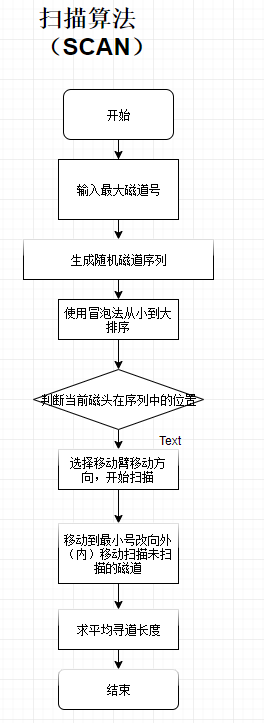 扫描算法
（SCAN）
开始
输入最大磁道号
生成随机磁道序列
使用冒泡法从小到大
排序
判断当前磁头在序列中的位置
Text
选择移动臂移动方
向，开始扫描
移动到最小号改向外
（内）移动扫描未扫
描的磁道
求平均寻道长度
结束